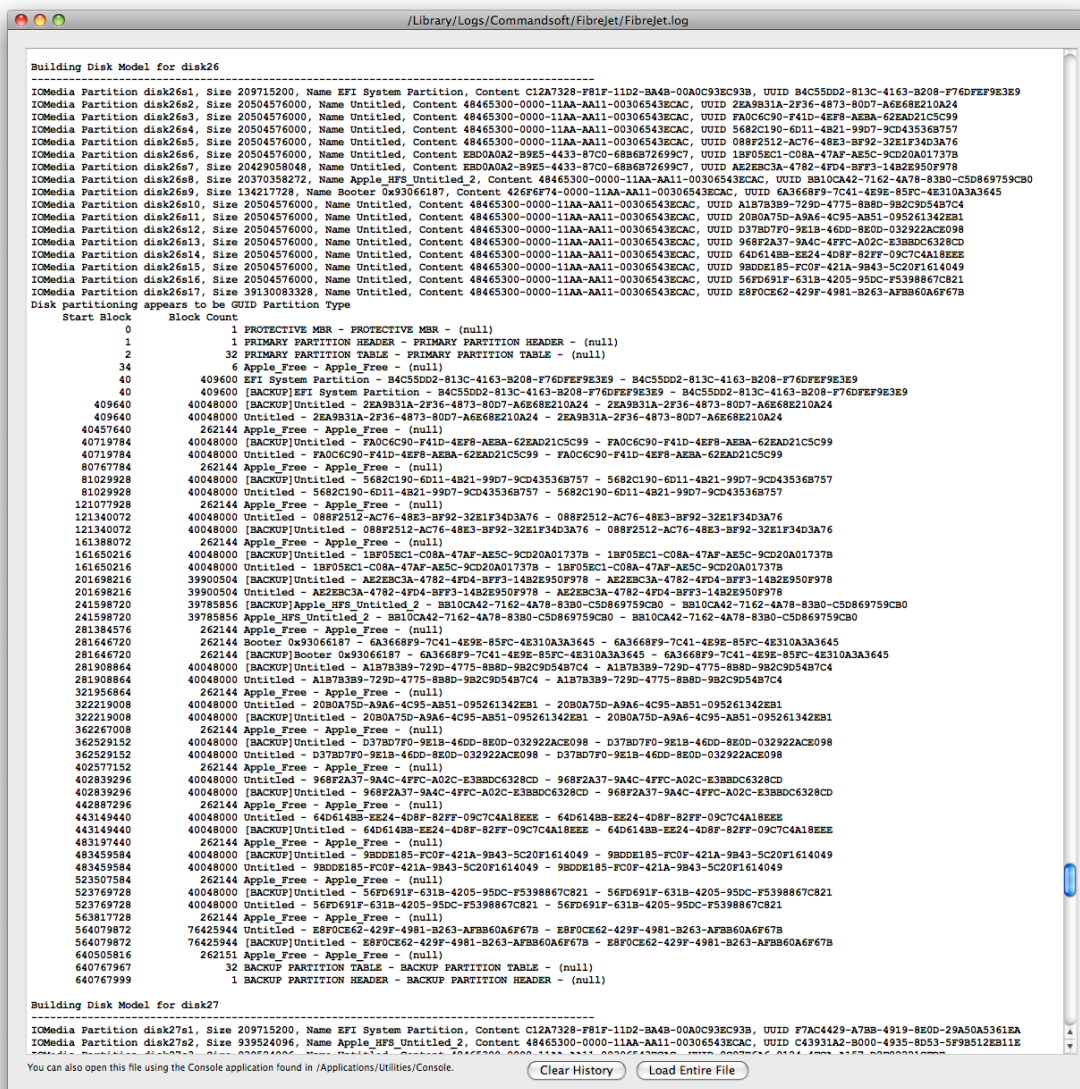 /Library/Logs/Commandsoft/FibreJet/FibreJet.log
Building Disk Model for disk26
-----------------------------------------------------------------------------------------
IOMedia Partition disk26s1, Size 209715200, Name EFI System Partition, Content C12A7328-F81F-11D2-BA4B-00A0C93EC93B, UUID B4C55DD2-813C-4163-B208-F76DFEF9E3E9
IOMedia Partition disk26s2, Size 20504576000, Name Untitled, Content 48465300-0000-11AA-AA11-00306543ECAC, UUID 2EA9B31A-2F36-4873-80D7-A6E68E210A24
IOMedia Partition disk26s3, Size 20504576000, Name Untitled, Content 48465300-0000-11AA-AA11-00306543ECAC, UUID FA0C6C90-F41D-4EF8-AEBA-62EAD21C5C99
IOMedia Partition disk26s4, Size 20504576000, Name Untitled, Content 48465300-0000-11AA-AA11-00306543ECAC, UUID 5682C190-6D11-4B21-99D7-9CD43536B757
IOMedia Partition disk26s5, Size 20504576000, Name Untitled, Content 48465300-0000-11AA-AA11-00306543ECAC, UUID 088F2512-AC76-48E3-BF92-32E1F34D3A76
IOMedia Partition disk26s6, Size 20504576000, Name Untitled, Content EBD0A0A2-B9E5-4433-87C0-68B6B72699C7, UUID 1BF05EC1-C08A-47AF-AE5C-9CD20A01737B
IOMedia Partition disk26s7, Size 20429058048, Name Untitled, Content EBD0A0A2-B9E5-4433-87C0-68B6B72699C7, UUID AE2EBC3A-4782-4FD4-BFF3-14B2E950F978
IOMedia Partition disk26s8, Size 20370358272, Name Apple_HFS_Untitled_2, Content 48465300-0000-11AA-AA11-00306543ECAC, UUID BB10CA42-7162-4A78-83B0-C5D869759CB0
IOMedia Partition disk26s9, Size 134217728, Name Booter 0x93066187, Content 426F6F74-0000-11AA-AA11-00306543ECAC, UUID 6A3668F9-7C41-4E9E-85FC-4E310A3A3645
IOMedia Partition disk26s10, Size 20504576000, Name Untitled, Content 48465300-0000-11AA-AA11-00306543ECAC, UUID A1B7B3B9-729D-4775-8B8D-9B2C9D54B7C4
IOMedia Partition disk26s11, Size 20504576000, Name Untitled, Content 48465300-0000-11AA-AA11-00306543ECAC, UUID 20B0A75D-A9A6-4C95-AB51-095261342EB1
IOMedia Partition disk26s12, Size 20504576000, Name Untitled, Content 48465300-0000-11AA-AA11-00306543ECAC, UUID D37BD7F0-9E1B-46DD-8E0D-032922ACE098
IOMedia Partition disk26s13, Size 20504576000, Name Untitled, Content 48465300-0000-11AA-AA11-00306543ECAC, UUID 968F2A37-9A4C-4FFC-A02C-E3BBDC6328CD
IOMedia Partition disk26s14, Size 20504576000, Name Untitled, Content 48465300-0000-11AA-AA11-00306543ECAC, UUID 64D614BB-EE24-4D8F-82FF-09C7C4A18EEE
IOMedia Partition disk26s15, Size 20504576000, Name Untitled, Content 48465300-0000-11AA-AA11-00306543ECAC, UUID 9BDDE185-FC0F-421A-9B43-5C20F1614049
IOMedia Partition disk26s16, Size 20504576000, Name Untitled, Content 48465300-0000-11AA-AA11-00306543ECAC, UUID 56FD691F-631B-4205-95DC-F5398867C821
IOMedia Partition disk26s17, Size 39130083328, Name Untitled, Content 48465300-0000-11AA-AA11-00306543ECAC, UUID E8F0CE62-429F-4981-B263-AFBB60A6F67B
Disk partitioning appears to be GUID Partition Type
Start Block Block Count
0 1 PROTECTIVE MBR - PROTECTIVE MBR - (null)
1 1 PRIMARY PARTITION HEADER - PRIMARY PARTITION HEADER - (null)
2 32 PRIMARY PARTITION TABLE - PRIMARY PARTITION TABLE - (null)
34 6 Apple_Free - Apple_Free - (null)
40 409600 EFI System Partition - B4C55DD2-813C-4163-B208-F76DFEF9E3E9 - B4C55DD2-813C-4163-B208-F76DFEF9E3E9
40 409600 [BACKUP]EFI System Partition - B4C55DD2-813C-4163-B208-F76DFEF9E3E9 - B4C55DD2-813C-4163-B208-F76DFEF9E3E9
409640 40048000 [BACKUP]Untitled - 2EA9B31A-2F36-4873-80D7-A6E68E210A24 - 2EA9B31A-2F36-4873-80D7-A6E68E210A24
409640 40048000 Untitled - 2EA9B31A-2F36-4873-80D7-A6E68E210A24 - 2EA9B31A-2F36-4873-80D7-A6E68E210A24
40457640 262144 Apple_Free - Apple_Free - (null)
40719784 40048000 [BACKUP]Untitled - FA0C6C90-F41D-4EF8-AEBA-62EAD21C5C99 - FA0C6C90-F41D-4EF8-AEBA-62EAD21C5C99
40719784 40048000 Untitled - FA0C6C90-F41D-4EF8-AEBA-62EAD21C5C99 - FA0C6C90-F41D-4EF8-AEBA-62EAD21C5C99
80767784 262144 Apple_Free - Apple_Free - (null)
81029928 40048000 [BACKUP]Untitled - 5682C190-6D11-4B21-99D7-9CD43536B757 - 5682C190-6D11-4B21-99D7-9CD43536B757
81029928 40048000 Untitled - 5682C190-6D11-4B21-99D7-9CD43536B757 - 5682C190-6D11-4B21-99D7-9CD43536B757
121077928 262144 Apple_Free - Apple_Free - (null)
121340072 40048000 Untitled - 088F2512-AC76-48E3-BF92-32E1F34D3A76 - 088F2512-AC76-48E3-BF92-32E1F34D3A76
121340072 40048000 [BACKUP]Untitled - 088F2512-AC76-48E3-BF92-32E1F34D3A76 - 088F2512-AC76-48E3-BF92-32E1F34D3A76
161388072 262144 Apple_Free - Apple_Free - (null)
161650216 40048000 [BACKUP]Untitled - 1BF05EC1-C08A-47AF-AE5C-9CD20A01737B - 1BF05EC1-C08A-47AF-AE5C-9CD20A01737B
161650216 40048000 Untitled - 1BF05EC1-C08A-47AF-AE5C-9CD20A01737B - 1BF05EC1-C08A-47AF-AE5C-9CD20A01737B
201698216 39900504 [BACKUP]Untitled - AE2EBC3A-4782-4FD4-BFF3-14B2E950F978 - AE2EBC3A-4782-4FD4-BFF3-14B2E950F978
201698216 39900504 Untitled - AE2EBC3A-4782-4FD4-BFF3-14B2E950F978 - AE2EBC3A-4782-4FD4-BFF3-14B2E950F978
241598720 39785856 [BACKUP]Apple_HFS_Untitled_2 - BB10CA42-7162-4A78-83B0-C5D869759CB0 - BB10CA42-7162-4A78-83B0-C5D869759CB0
241598720 39785856 Apple_HFS_Untitled_2 - BB10CA42-7162-4A78-83B0-C5D869759CB0 - BB10CA42-7162-4A78-83B0-C5D869759CB0
281384576 262144 Apple_Free - Apple_Free - (null)
281646720 262144 Booter 0x93066187 - 6A3668F9-7C41-4E9E-85FC-4E310A3A3645 - 6A3668F9-7C41-4E9E-85FC-4E310A3A3645
281646720 262144 [BACKUP]Booter 0x93066187 - 6A3668F9-7C41-4E9E-85FC-4E310A3A3645 - 6A3668F9-7C41-4E9E-85FC-4E310A3A3645
281908864 40048000 [BACKUP]Untitled - A1B7B3B9-729D-4775-8B8D-9B2C9D54B7C4 - A1B7B3B9-729D-4775-8B8D-9B2C9D54B7C4
281908864 40048000 Untitled - A1B7B3B9-729D-4775-8B8D-9B2C9D54B7C4 - A1B7B3B9-729D-4775-8B8D-9B2C9D54B7C4
321956864 262144 Apple_Free - Apple_Free - (null)
322219008 40048000 Untitled - 20B0A75D-A9A6-4C95-AB51-095261342EB1 - 20B0A75D-A9A6-4C95-AB51-095261342EB1
322219008 40048000 [BACKUP]Untitled - 20B0A75D-A9A6-4C95-AB51-095261342EB1 - 20B0A75D-A9A6-4C95-AB51-095261342EB1
362267008 262144 Apple_Free - Apple_Free - (null)
362529152 40048000 [BACKUP]Untitled - D37BD7F0-9E1B-46DD-8E0D-032922ACE098 - D37BD7F0-9E1B-46DD-8E0D-032922ACE098
362529152 40048000 Untitled - D37BD7F0-9E1B-46DD-8E0D-032922ACE098 - D37BD7F0-9E1B-46DD-8E0D-032922ACE098
402577152 262144 Apple_Free - Apple_Free - (null)
402839296 40048000 Untitled - 968F2A37-9A4C-4FFC-A02C-E3BBDC6328CD - 968F2A37-9A4C-4FFC-A02C-E3BBDC6328CD
402839296 40048000 [BACKUP]Untitled - 968F2A37-9A4C-4FFC-A02C-E3BBDC6328CD - 968F2A37-9A4C-4FFC-A02C-E3BBDC6328CD
442887296 262144 Apple_Free - Apple_Free - (null)
443149440 40048000 Untitled - 64D614BB-EE24-4D8F-82FF-09C7C4A18EEE - 64D614BB-EE24-4D8F-82FF-09C7C4A18EEE
443149440 40048000 [BACKUP]Untitled - 64D614BB-EE24-4D8F-82FF-09C7C4A18EEE - 64D614BB-EE24-4D8F-82FF-09C7C4A18EEE
483197440 262144 Apple_Free - Apple_Free - (null)
483459584 40048000 [BACKUP]Untitled - 9BDDE185-FC0F-421A-9B43-5C20F1614049 - 9BDDE185-FC0F-421A-9B43-5C20F1614049
483459584 40048000 Untitled - 9BDDE185-FC0F-421A-9B43-5C20F1614049 - 9BDDE185-FC0F-421A-9B43-5C20F1614049
523507584 262144 Apple_Free - Apple_Free - (null)
523769728 40048000 [BACKUP]Untitled - 56FD691F-631B-4205-95DC-F5398867C821 - 56FD691F-631B-4205-95DC-F5398867C821
523769728 40048000 Untitled - 56FD691F-631B-4205-95DC-F5398867C821 - 56FD691F-631B-4205-95DC-F5398867C821
563817728 262144 Apple_Free - Apple_Free - (null)
564079872 76425944 Untitled - E8F0CE62-429F-4981-B263-AFBB60A6F67B - E8F0CE62-429F-4981-B263-AFBB60A6F67B
564079872 76425944 [BACKUP]Untitled - E8F0CE62-429F-4981-B263-AFBB60A6F67B - E8F0CE62-429F-4981-B263-AFBB60A6F67B
640505816 262151 Apple_Free - Apple_Free - (null)
640767967 32 BACKUP PARTITION TABLE - BACKUP PARTITION TABLE - (null)
640767999 1 BACKUP PARTITION HEADER - BACKUP PARTITION HEADER - (null)
Building Disk Model for disk27
-----------------------------------------------------------------------------------------
IOMedia Partition disk27s1, Size 209715200, Name EFI System Partition, Content C12A7328-F81F-11D2-BA4B-00A0C93EC93B, UUID F7AC4429-A7BB-4919-8E0D-29A50A5361EA
IOMedia Partition disk27s2, Size 939524096, Name Apple_HFS_Untitled_2, Content 48465300-0000-11AA-AA11-00306543ECAC, UUID C43931A2-B000-4935-8D53-5F9B512EB11E
You can also open this file using the Console application found in /Applications/Utilities/Console.
Clear History
Load Entire File